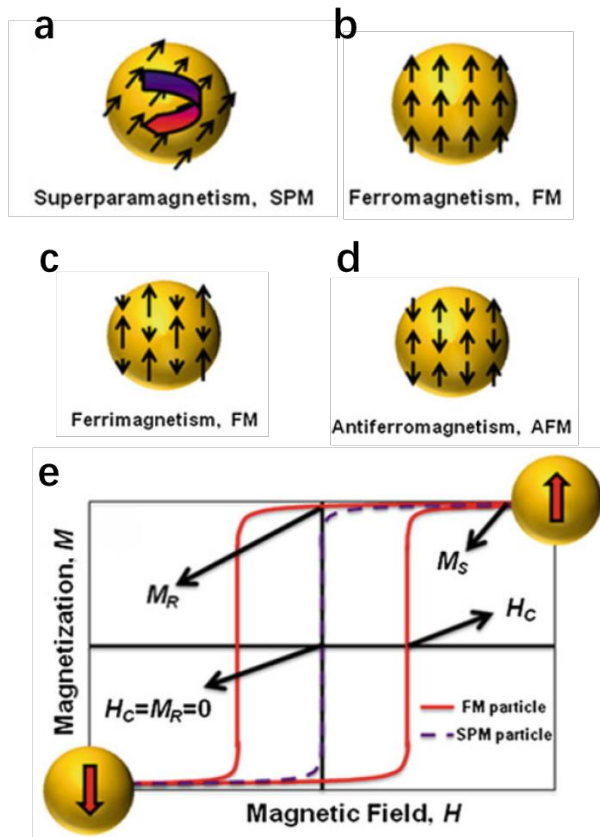 a
b
Superparamagnetism, SPM
Ferromagnetism, FM
c
d
Ferrimagnetism, FM
Antiferromagnetism, AFM
e
Magnetization, M
M_R
M_S
H_C
H_C=M_R=0
FM particle
SPM particle
Magnetic Field, H